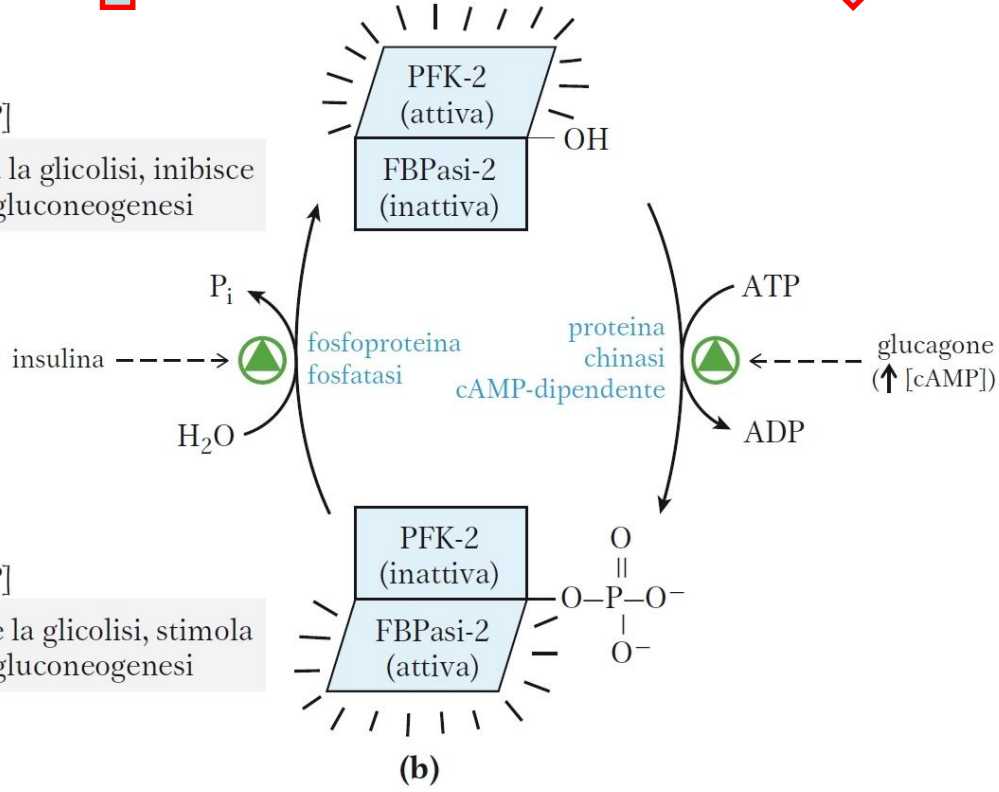 PFK-2
(attiva)
OH
FBPasi-2
(inattiva)
]
la glicolisi, inibisce
gluconeogenesi
Pi
ATP
insulina
fosfoproteina
fosfatasi
proteina
chinasi
cAMP-dipendente
glucagone
(↑ [cAMP])
H₂O
ADP
PFK-2
(inattiva)
O
||
O–P–O⁻
|
O⁻
FBPasi-2
(attiva)
]
la glicolisi, stimola
gluconeogenesi
(b)